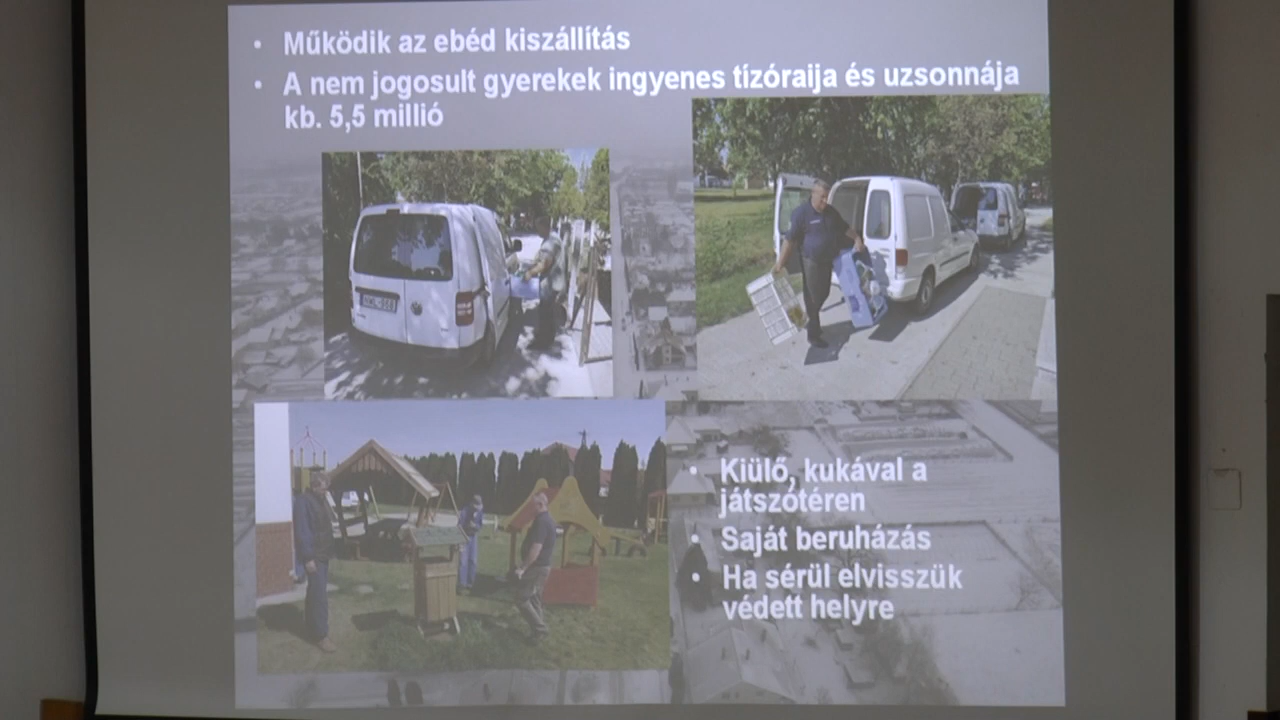 • Működik az ebéd kiszállítás
• A nem jogosult gyerekek ingyenes tízóraija és uzsonnája
kb. 5,5 millió
• Kiülő, kukával a
játszótéren
• Saját beruházás
• Ha sérül elvisszük
védett helyre